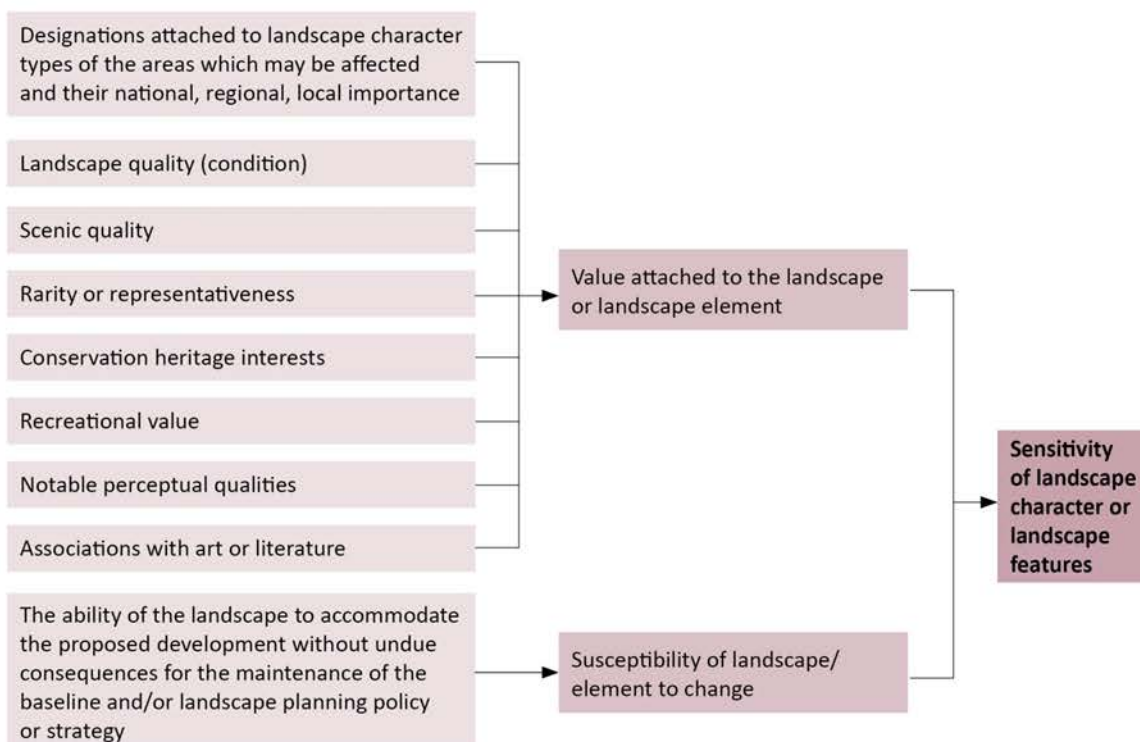 Designations attached to landscape character
types of the areas which may be affected
and their national, regional, local importance
Landscape quality (condition)
Scenic quality
Rarity or representativeness
Conservation heritage interests
Recreational value
Notable perceptual qualities
Associations with art or literature
The ability of the landscape to accommodate
the proposed development without undue
consequences for the maintenance of the
baseline and/or landscape planning policy
or strategy
Value attached to the landscape
or landscape element
Susceptibility of landscape/
element to change
Sensitivity
of landscape
character or
landscape
features